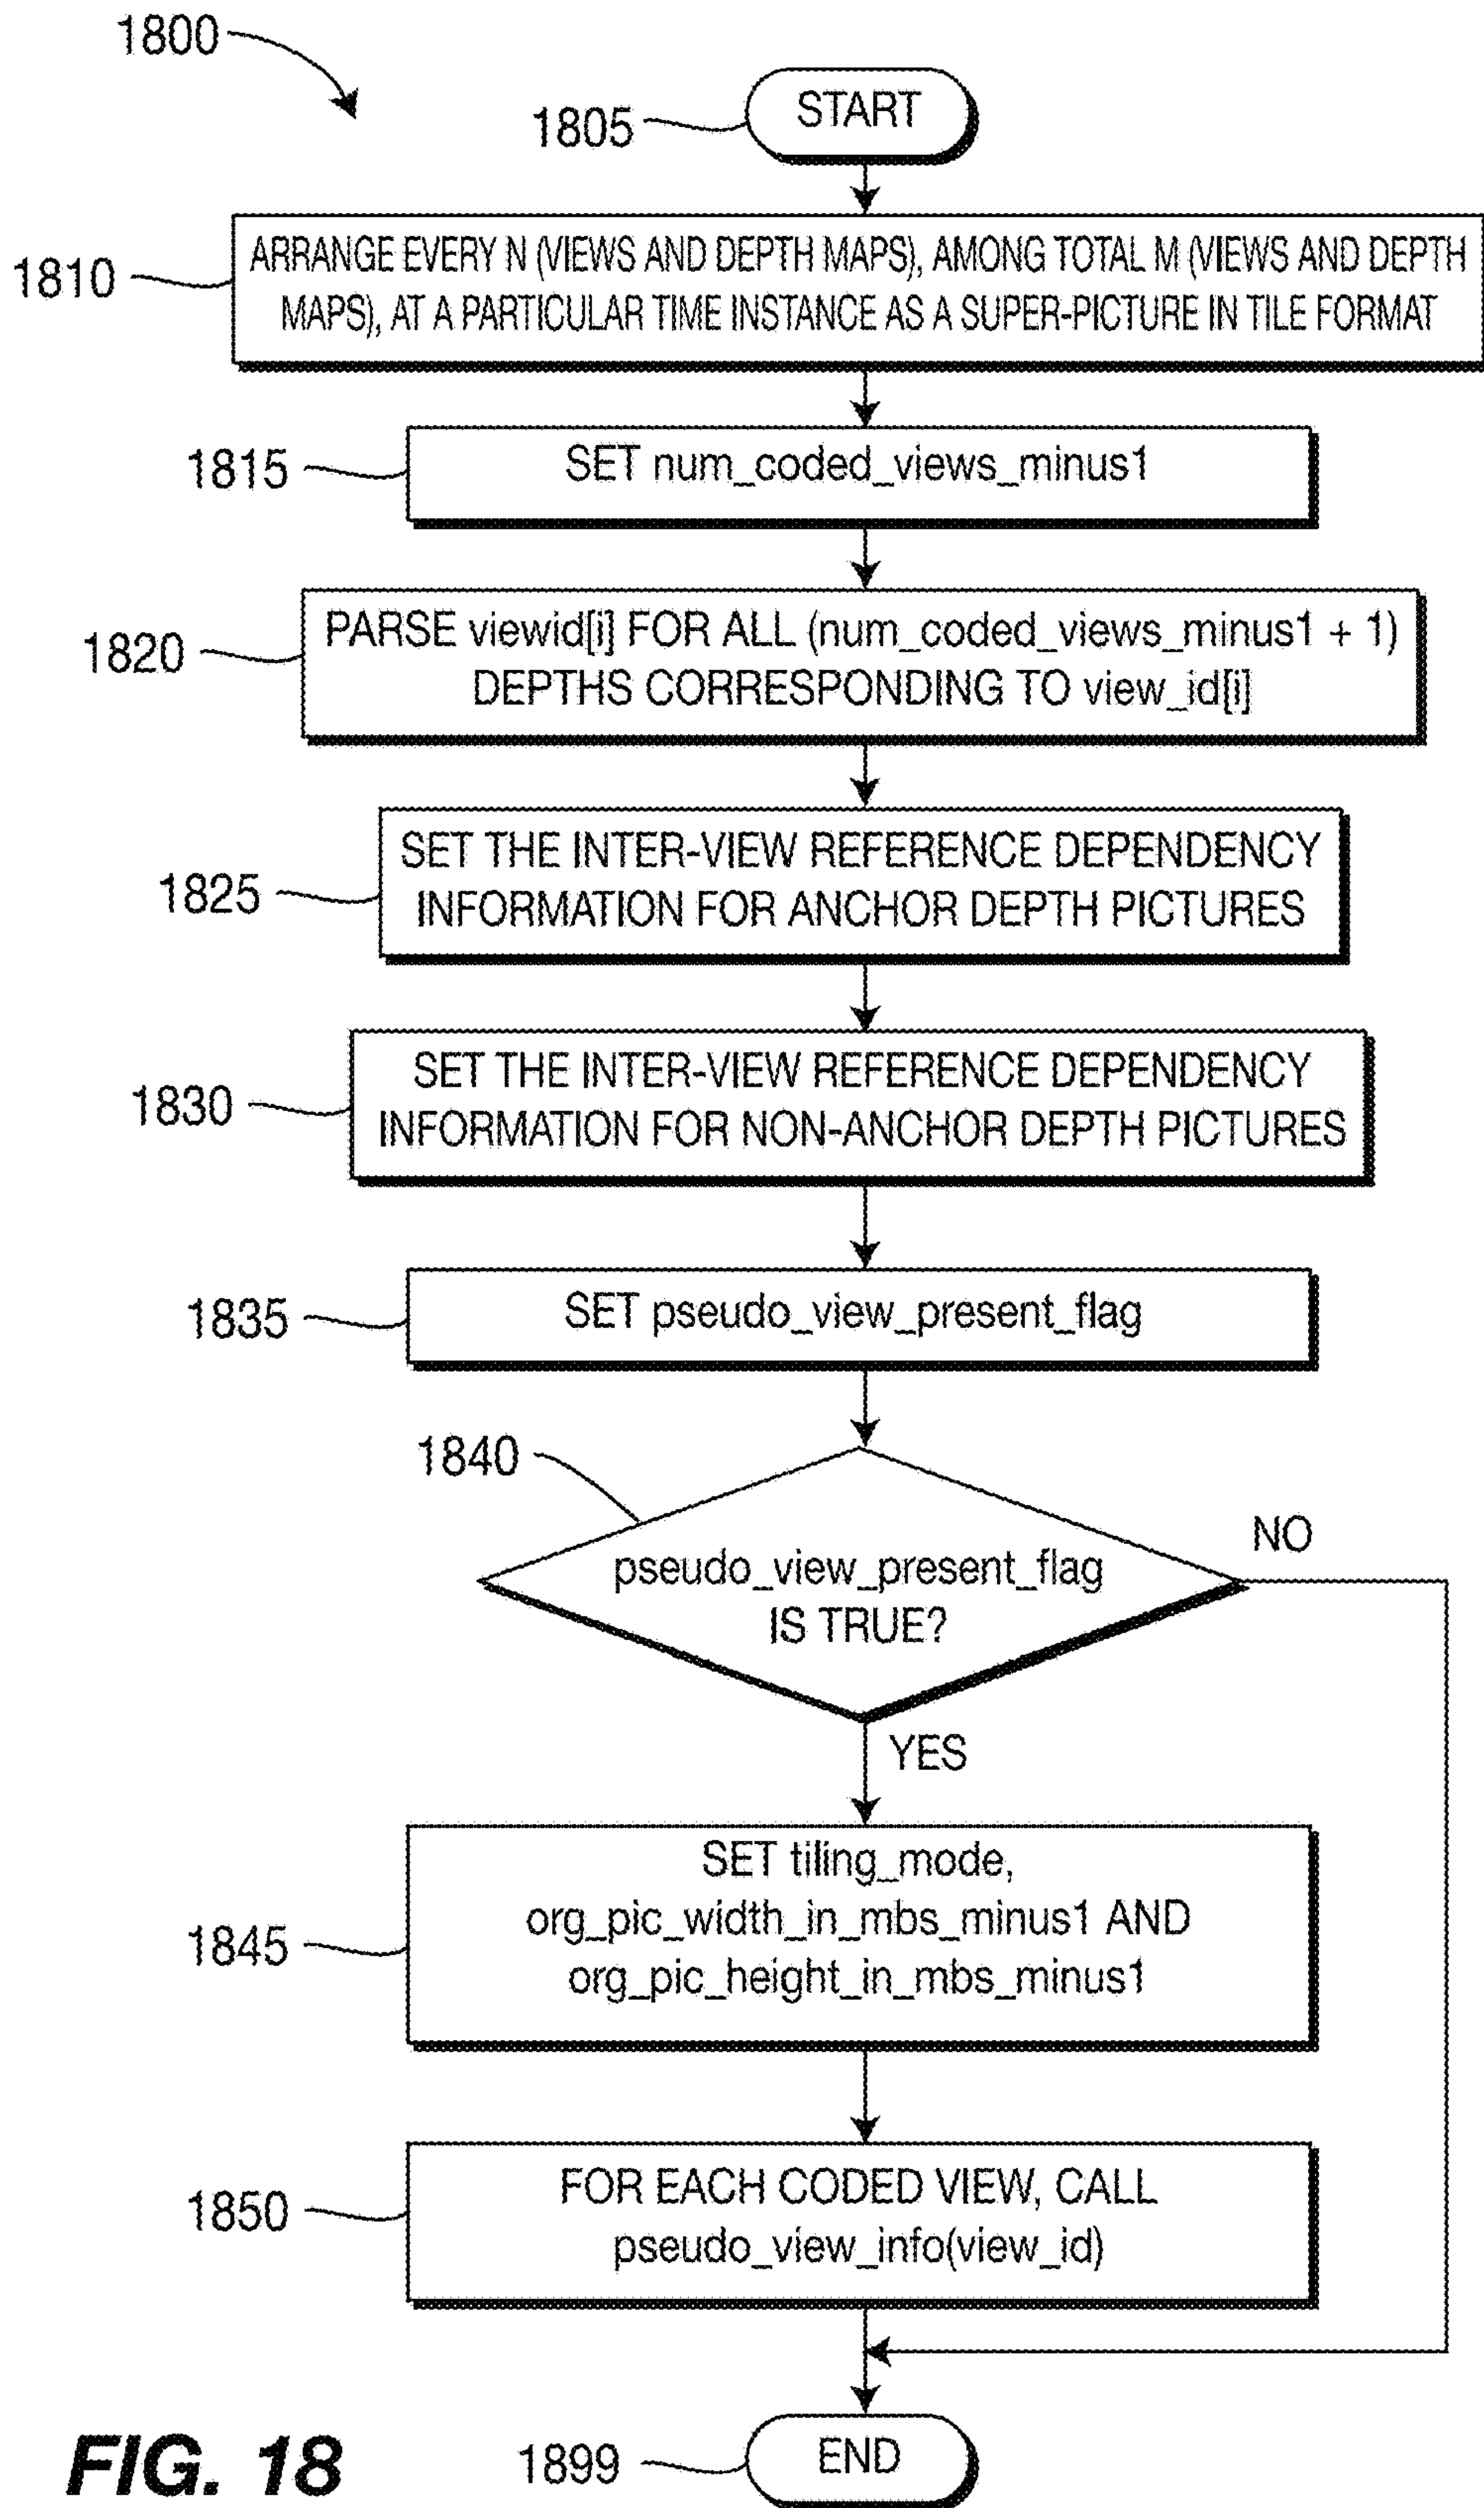 1800
1805
START
1810
ARRANGE EVERY N (VIEWS AND DEPTH MAPS), AMONG TOTAL M (VIEWS AND DEPTH
MAPS), AT A PARTICULAR TIME INSTANCE AS A SUPER-PICTURE IN TILE FORMAT
1815
SET num_coded_views_minus1
1820
PARSE viewid[i] FOR ALL (num_coded_views_minus1 + 1)
DEPTHS CORRESPONDING TO view_id[i]
1825
SET THE INTER-VIEW REFERENCE DEPENDENCY
INFORMATION FOR ANCHOR DEPTH PICTURES
1830
SET THE INTER-VIEW REFERENCE DEPENDENCY
INFORMATION FOR NON-ANCHOR DEPTH PICTURES
1835
SET pseudo_view_present_flag
1840
pseudo_view_present_flag
IS TRUE?
NO
YES
1845
SET tiling_mode,
org_pic_width_in_mbs_minus1 AND
org_pic_height_in_mbs_minus1
1850
FOR EACH CODED VIEW, CALL
pseudo_view_info(view_id)
1899
END
FIG. 18